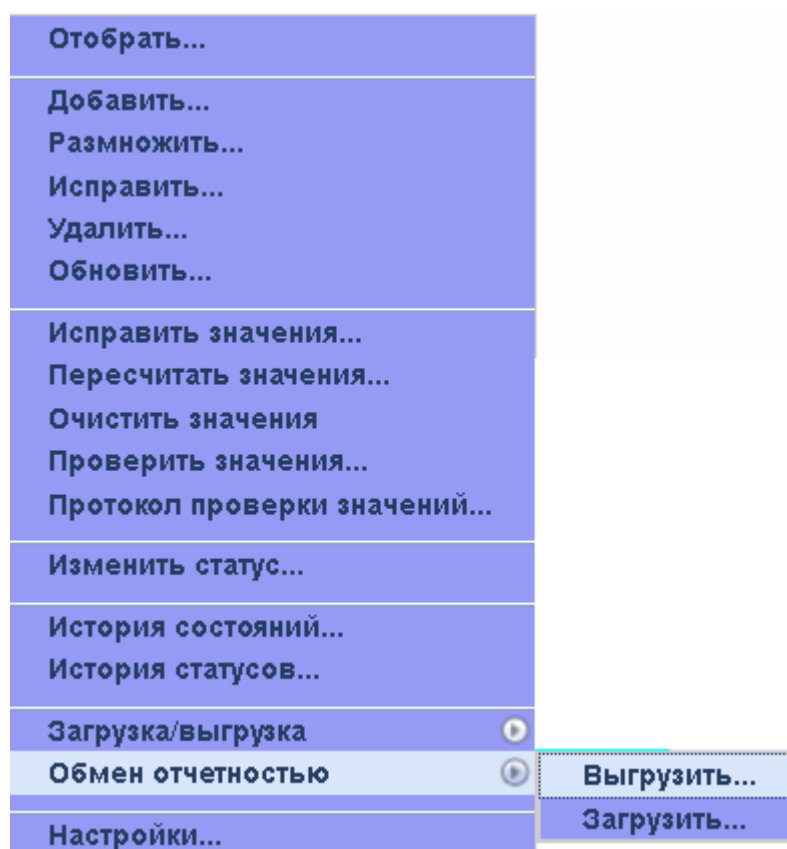 Отобрать...
Добавить...
Размножить...
Исправить...
Удалить...
Обновить...
Исправить значения...
Пересчитать значения...
Очистить значения
Проверить значения...
Протокол проверки значений...
Изменить статус...
История состояний...
История статусов...
Загрузка/выгрузка
Обмен отчетностью
Выгрузить...
Загрузить...
Настройки...